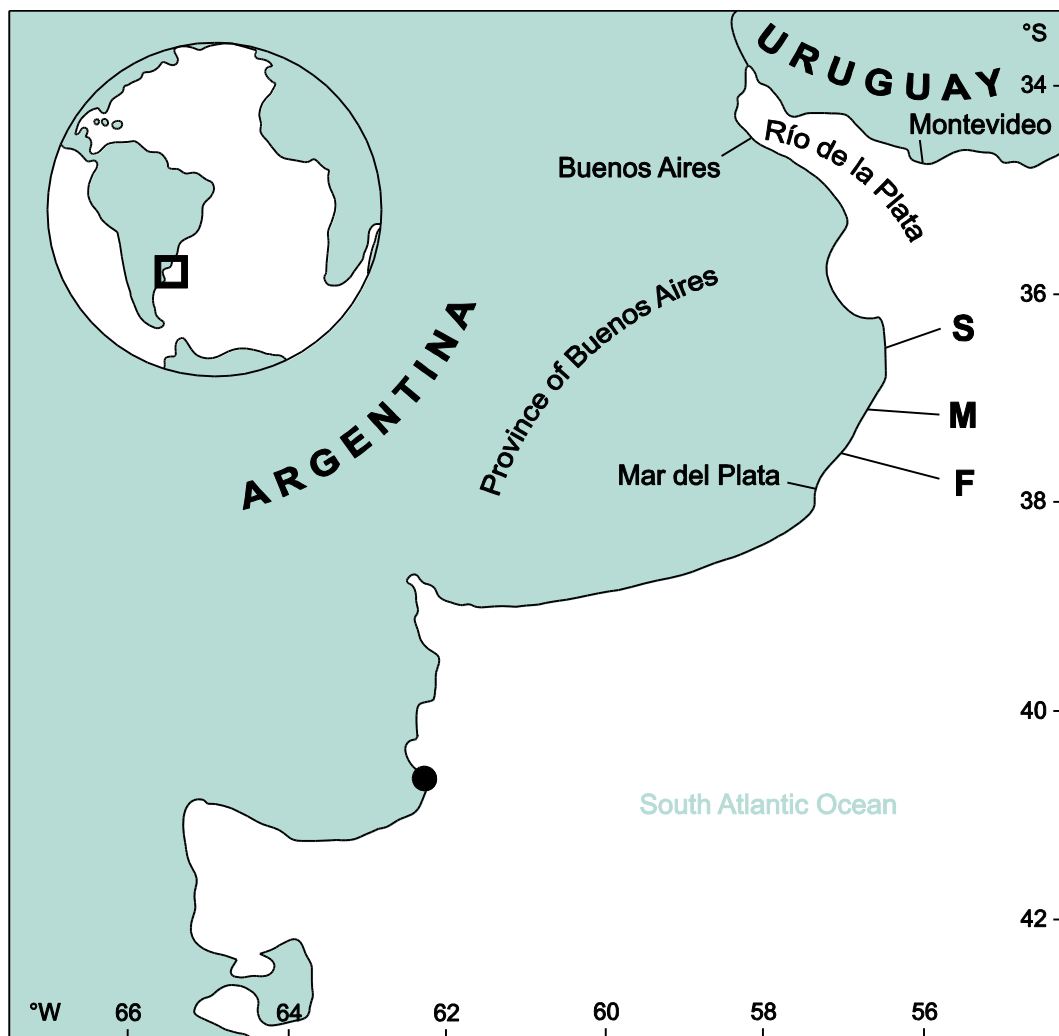 °S
URUGUAY
34
Montevideo
Río de la Plata
Buenos Aires
36
Province of Buenos Aires
ARGENTINA
S
M
Mar del Plata
F
38
40
South Atlantic Ocean
42
°W 66 64 62 60 58 56